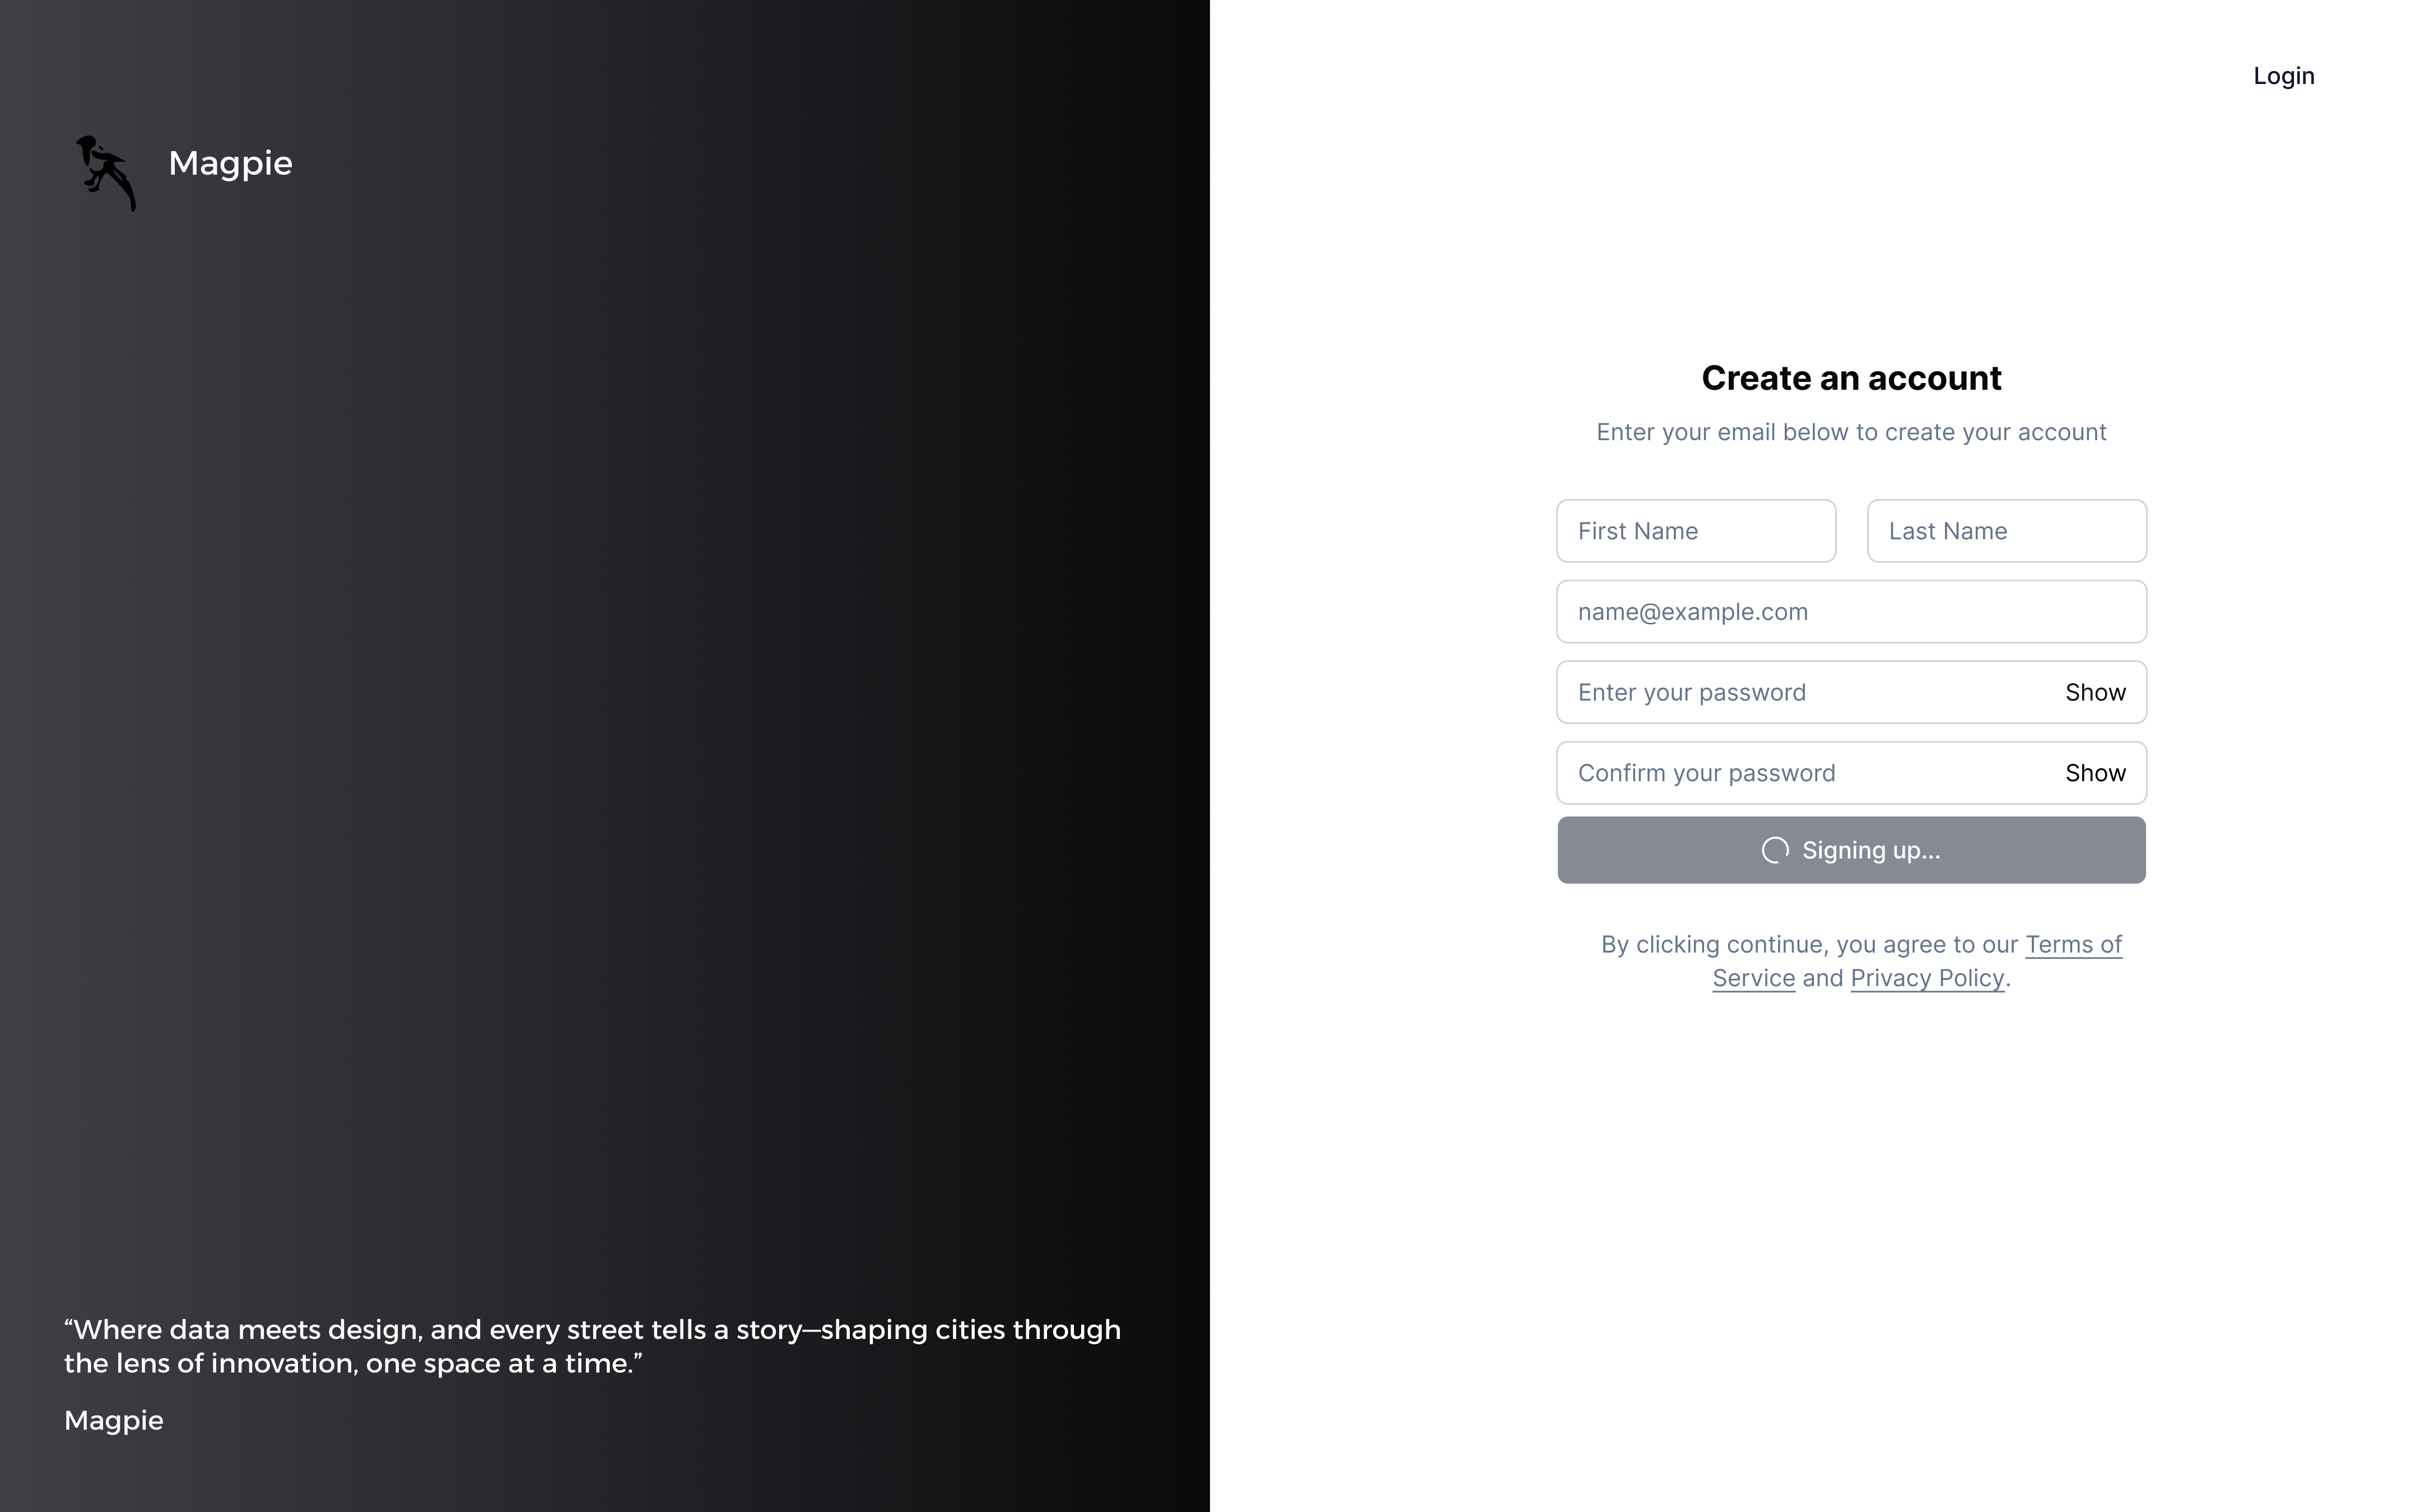 Login
Magpie
Create an account
Enter your email below to create your account
First Name
Last Name
name@example.com
Enter your password
Show
Confirm your password
Show
Signing up...
By clicking continue, you agree to our Terms of
Service and Privacy Policy.
“Where data meets design, and every street tells a story—shaping cities through
the lens of innovation, one space at a time.”
Magpie